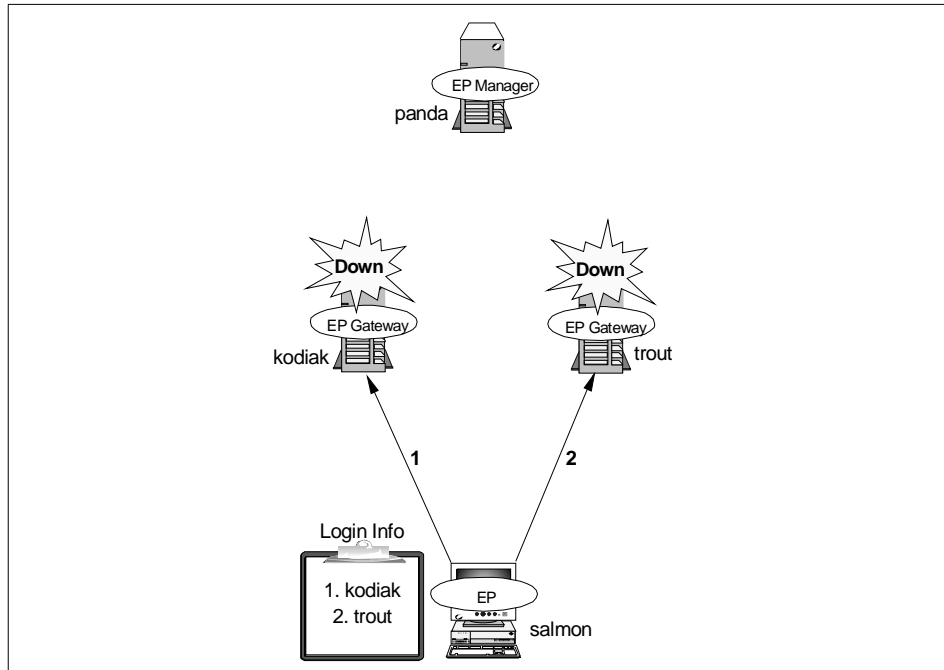 EP Manager
panda
Down
Down
EP Gateway
EP Gateway
kodiak
trout
1
2
Login Info
1. kodiak
2. trout
EP
salmon